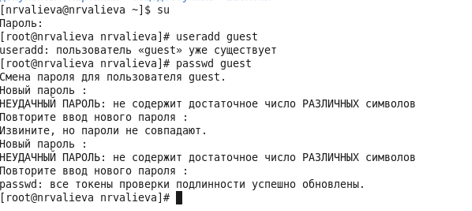 [nrvalieva@nrvalieva ~]$ su
Пароль:
[root@nrvalieva nrvalieva]# useradd guest
useradd: пользователь «guest» уже существует
[root@nrvalieva nrvalieva]# passwd guest
Смена пароля для пользователя guest.
Новый пароль :
НЕУДАЧНЫЙ ПАРОЛЬ: не содержит достаточное число РАЗЛИЧНЫХ символов
Повторите ввод нового пароля :
Извините, но пароли не совпадают.
Новый пароль :
НЕУДАЧНЫЙ ПАРОЛЬ: не содержит достаточное число РАЗЛИЧНЫХ символов
Повторите ввод нового пароля :
passwd: все токены проверки подлинности успешно обновлены.
[root@nrvalieva nrvalieva]#